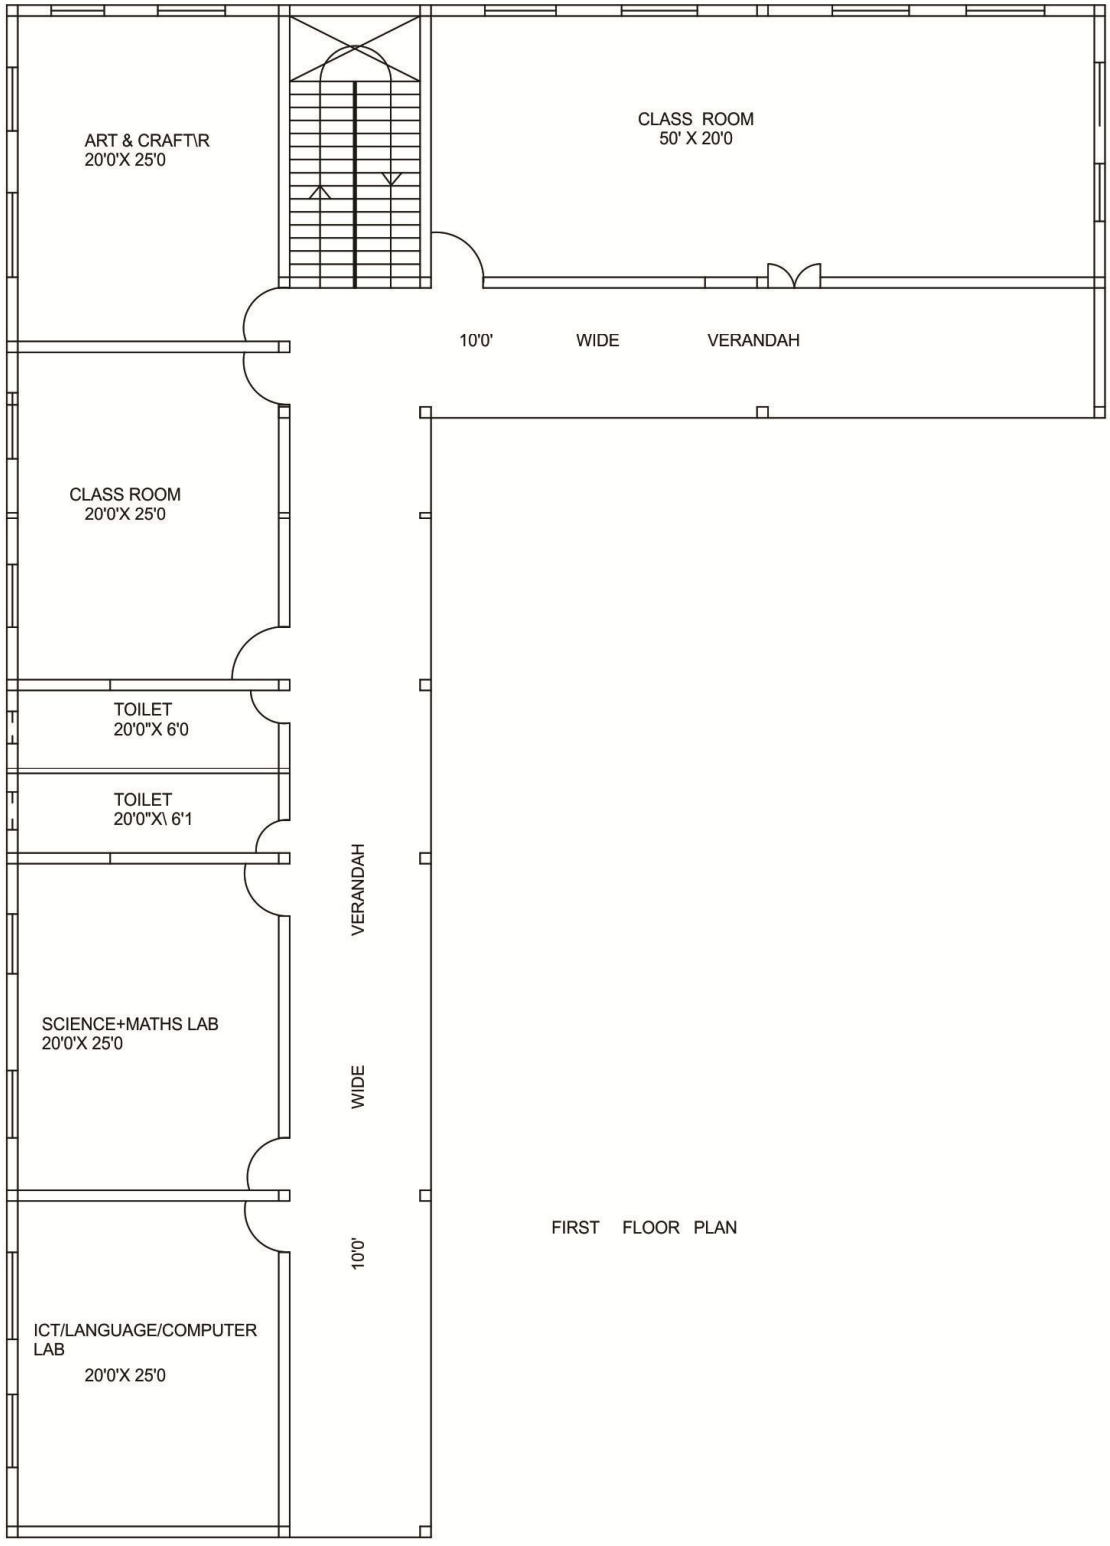 ART & CRAFT\R
20'0'X 25'0
CLASS ROOM
50' X 20'0
10'0' WIDE VERANDAH
CLASS ROOM
20'0'X 25'0
TOILET
20'0"X 6'0
TOILET
20'0"X\ 6'1
10'0' WIDE VERANDAH
SCIENCE+MATHS LAB
20'0'X 25'0
FIRST FLOOR PLAN
ICT/LANGUAGE/COMPUTER
LAB
20'0'X 25'0